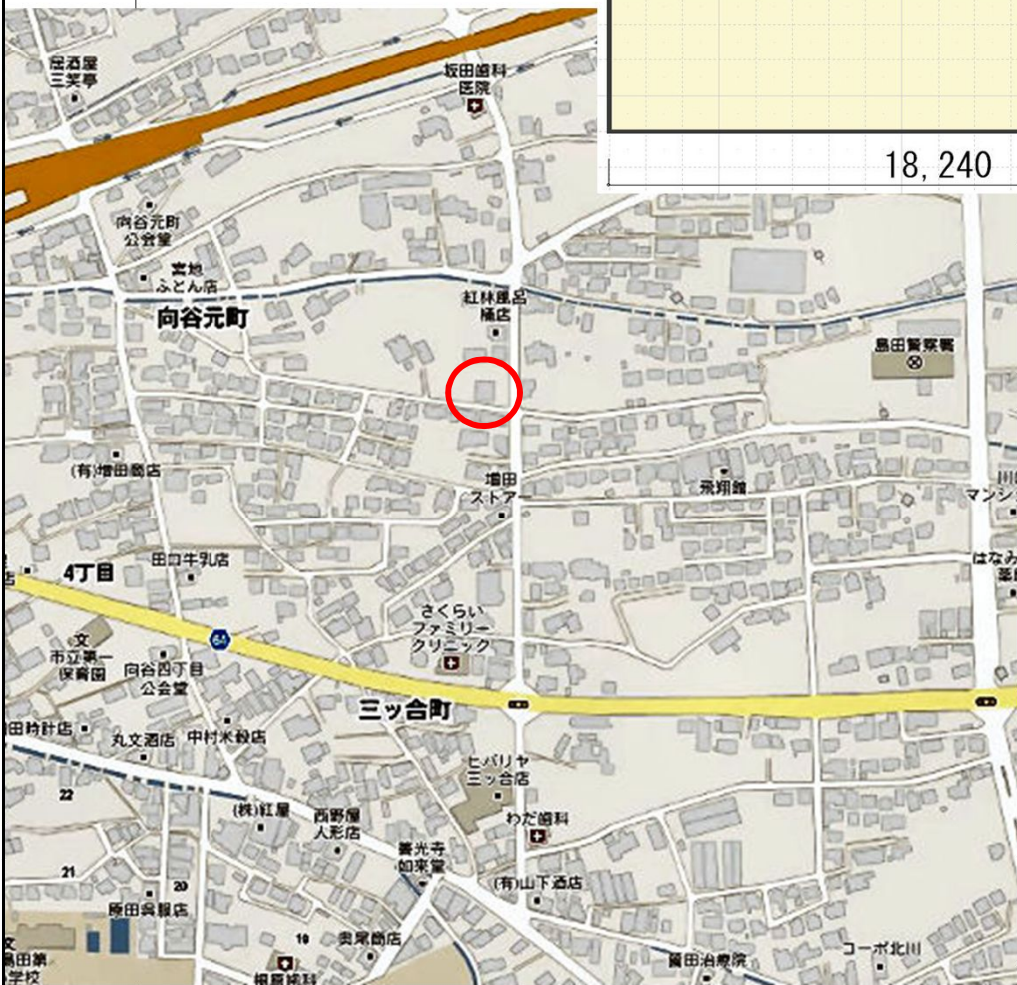 居酒屋
三笑亭
坂田歯科
医院
18,240
向谷元町
公会堂
宮地
ふとん店
向谷元町
紅林風呂
桶店
島田警察署
(有)増田商店
増田
ストアー
飛翔館
マンシ
4丁目
田口牛乳店
はなみ
64
さくらい
ファミリー
クリニック
文
市立第一
保育園
向谷四丁目
公会堂
三ッ合町
田時計店
丸文酒店
中村米穀店
ヒバリヤ
三ッ合店
22
(株)紅屋
西野屋
人形店
わだ歯科
善光寺
如来堂
(有)山下酒店
21
20
原田呉服店
19
奥尾商店
コーポ北川
文
島田第
学校